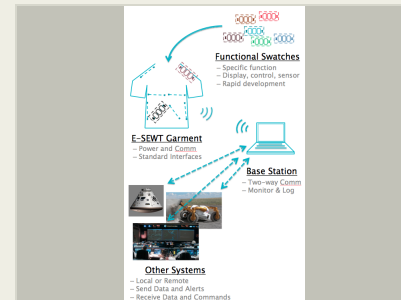 Functional Swatches
– Specific function
– Display, control, sensor
– Rapid development
E-SEWT Garment
– Power and Comm
– Standard Interfaces
Base Station
– Two-way Comm
– Monitor & Log
Other Systems
– Local or Remote
– Send Data and Alerts
– Receive Data and Commands